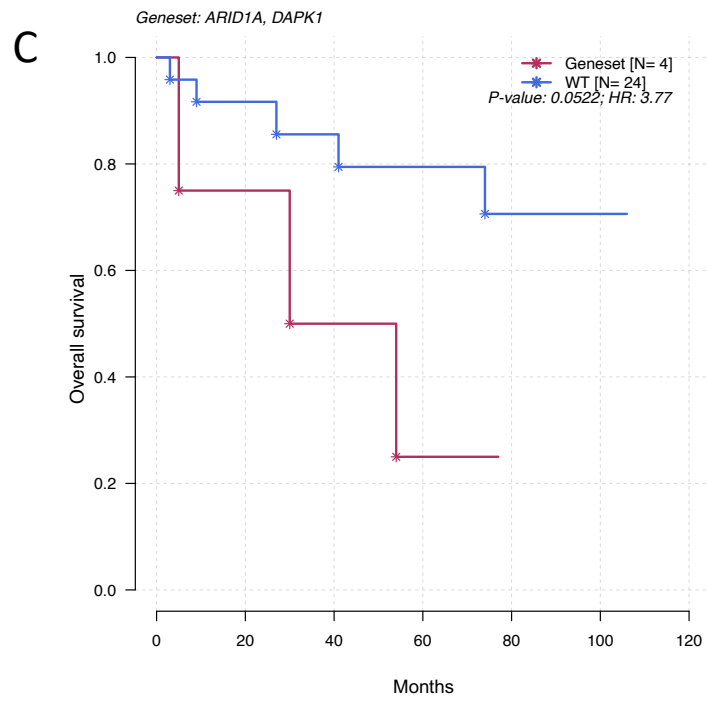 Geneset: ARID1A, DAPK1
C
Geneset [N= 4]
WT [N= 24]
P-value: 0.0522; HR: 3.77
1.0
0.8
0.6
0.4
0.2
0.0
Overall survival
0 20 40 60 80 100 120
Months